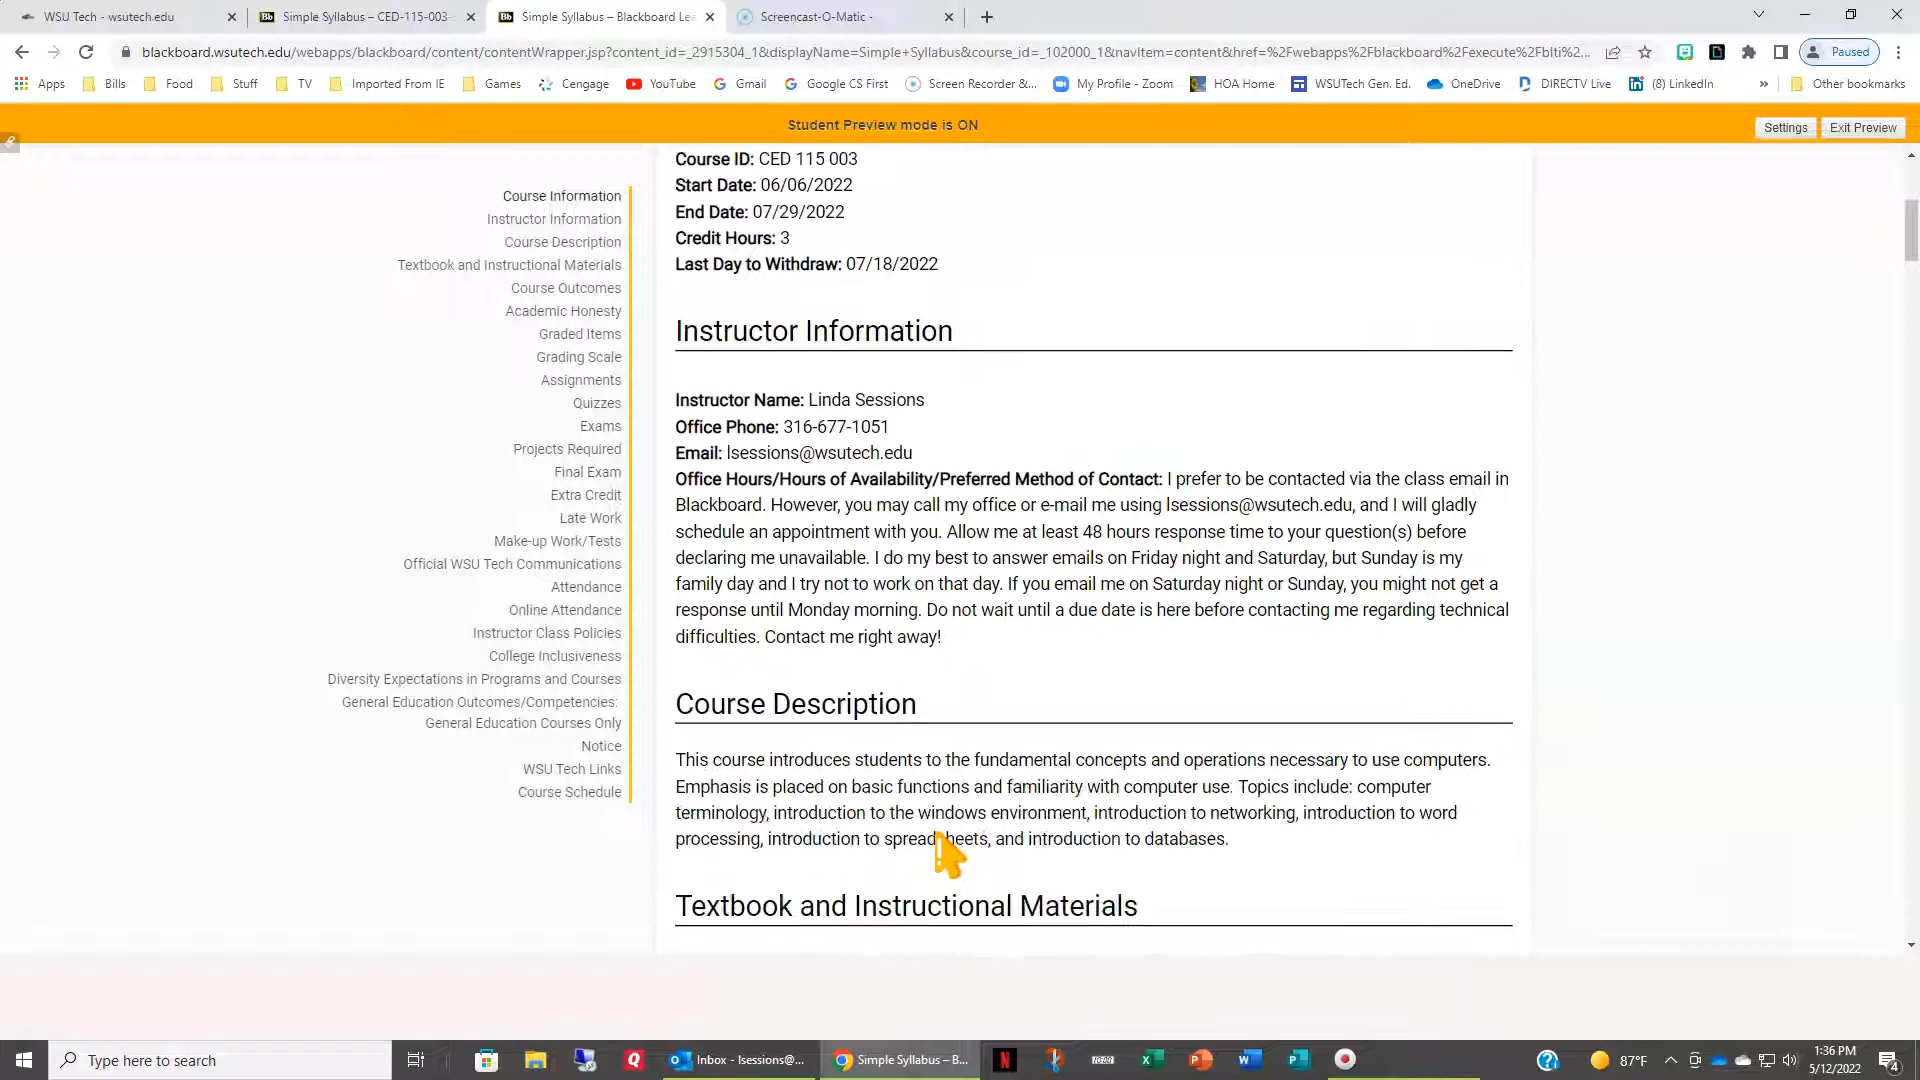 WSU Tech - wsutech.edu
Simple Syllabus – CED-115-003-
Simple Syllabus – Blackboard Lea
Screencast-O-Matic -
blackboard.wsutech.edu/webapps/blackboard/content/contentWrapper.jsp?content_id=_2915304_1&displayName=Simple+Syllabus&course_id=_102000_1&navItem=content&href=%2Fwebapps%2Fblackboard%2Fexecute%2Fblti%2...
Paused
Apps
Bills
Food
Stuff
TV
Imported From IE
Games
Cengage
YouTube
Gmail
Google CS First
Screen Recorder &...
My Profile - Zoom
HOA Home
WSUTech Gen. Ed.
OneDrive
DIRECTV Live
(8) LinkedIn
»
Other bookmarks
Student Preview mode is ON
Settings
Exit Preview
Course Information
Instructor Information
Course Description
Textbook and Instructional Materials
Course Outcomes
Academic Honesty
Graded Items
Grading Scale
Assignments
Quizzes
Exams
Projects Required
Final Exam
Extra Credit
Late Work
Make-up Work/Tests
Official WSU Tech Communications
Attendance
Online Attendance
Instructor Class Policies
College Inclusiveness
Diversity Expectations in Programs and Courses
General Education Outcomes/Competencies:
General Education Courses Only
Notice
WSU Tech Links
Course Schedule
Course ID: CED 115 003
Start Date: 06/06/2022
End Date: 07/29/2022
Credit Hours: 3
Last Day to Withdraw: 07/18/2022
Instructor Information
Instructor Name: Linda Sessions
Office Phone: 316-677-1051
Email: lsessions@wsutech.edu
Office Hours/Hours of Availability/Preferred Method of Contact: I prefer to be contacted via the class email in
Blackboard. However, you may call my office or e-mail me using lsessions@wsutech.edu, and I will gladly
schedule an appointment with you. Allow me at least 48 hours response time to your question(s) before
declaring me unavailable. I do my best to answer emails on Friday night and Saturday, but Sunday is my
family day and I try not to work on that day. If you email me on Saturday night or Sunday, you might not get a
response until Monday morning. Do not wait until a due date is here before contacting me regarding technical
difficulties. Contact me right away!
Course Description
This course introduces students to the fundamental concepts and operations necessary to use computers.
Emphasis is placed on basic functions and familiarity with computer use. Topics include: computer
terminology, introduction to the windows environment, introduction to networking, introduction to word
processing, introduction to spreadsheets, and introduction to databases.
Textbook and Instructional Materials
Type here to search
Inbox - lsessions@...
Simple Syllabus – B...
87°F
1:36 PM
5/12/2022
4